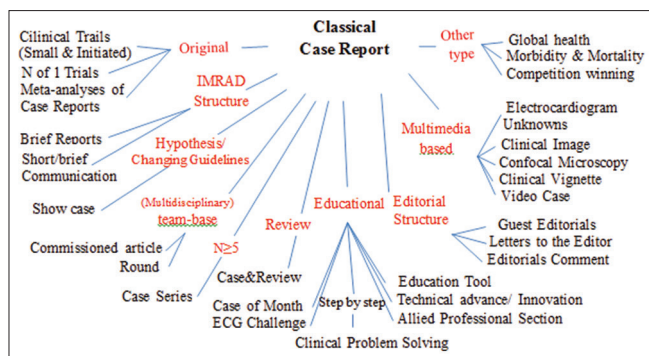 Classical
Case Report
Cilinical Trails
(Small & Initiated)
N of 1 Trials
Meta-analyses of
Case Reports
Original
IMRAD
Structure
Brief Reports
Short/brief
Communication
Hypothesis/
Changing Guidelines
Show case
(Multidisciplinary)
team-base
Commissioned article
Round
N≥5
Case Series
Review
Case&Review
Educational
Case of Month
ECG Challenge
Step by step
Clinical Problem Solving
Education Tool
Technical advance/ Innovation
Allied Professional Section
Editorial
Structure
Guest Editorials
Letters to the Editor
Editorials Comment
Multimedia
based
Electrocardiogram
Unknowns
Clinical Image
Confocal Microscopy
Clinical Vignette
Video Case
Other
type
Global health
Morbidity & Mortality
Competition winning